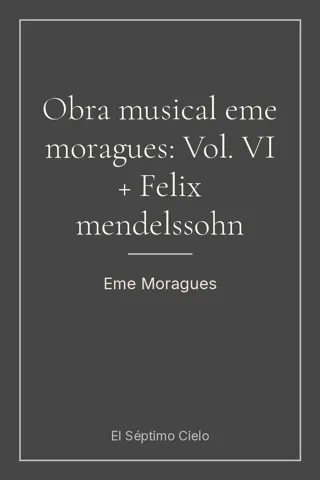 Obra musical eme
moragues: Vol. VI
+ Felix
mendelssohn
Eme Moragues
El Séptimo Cielo